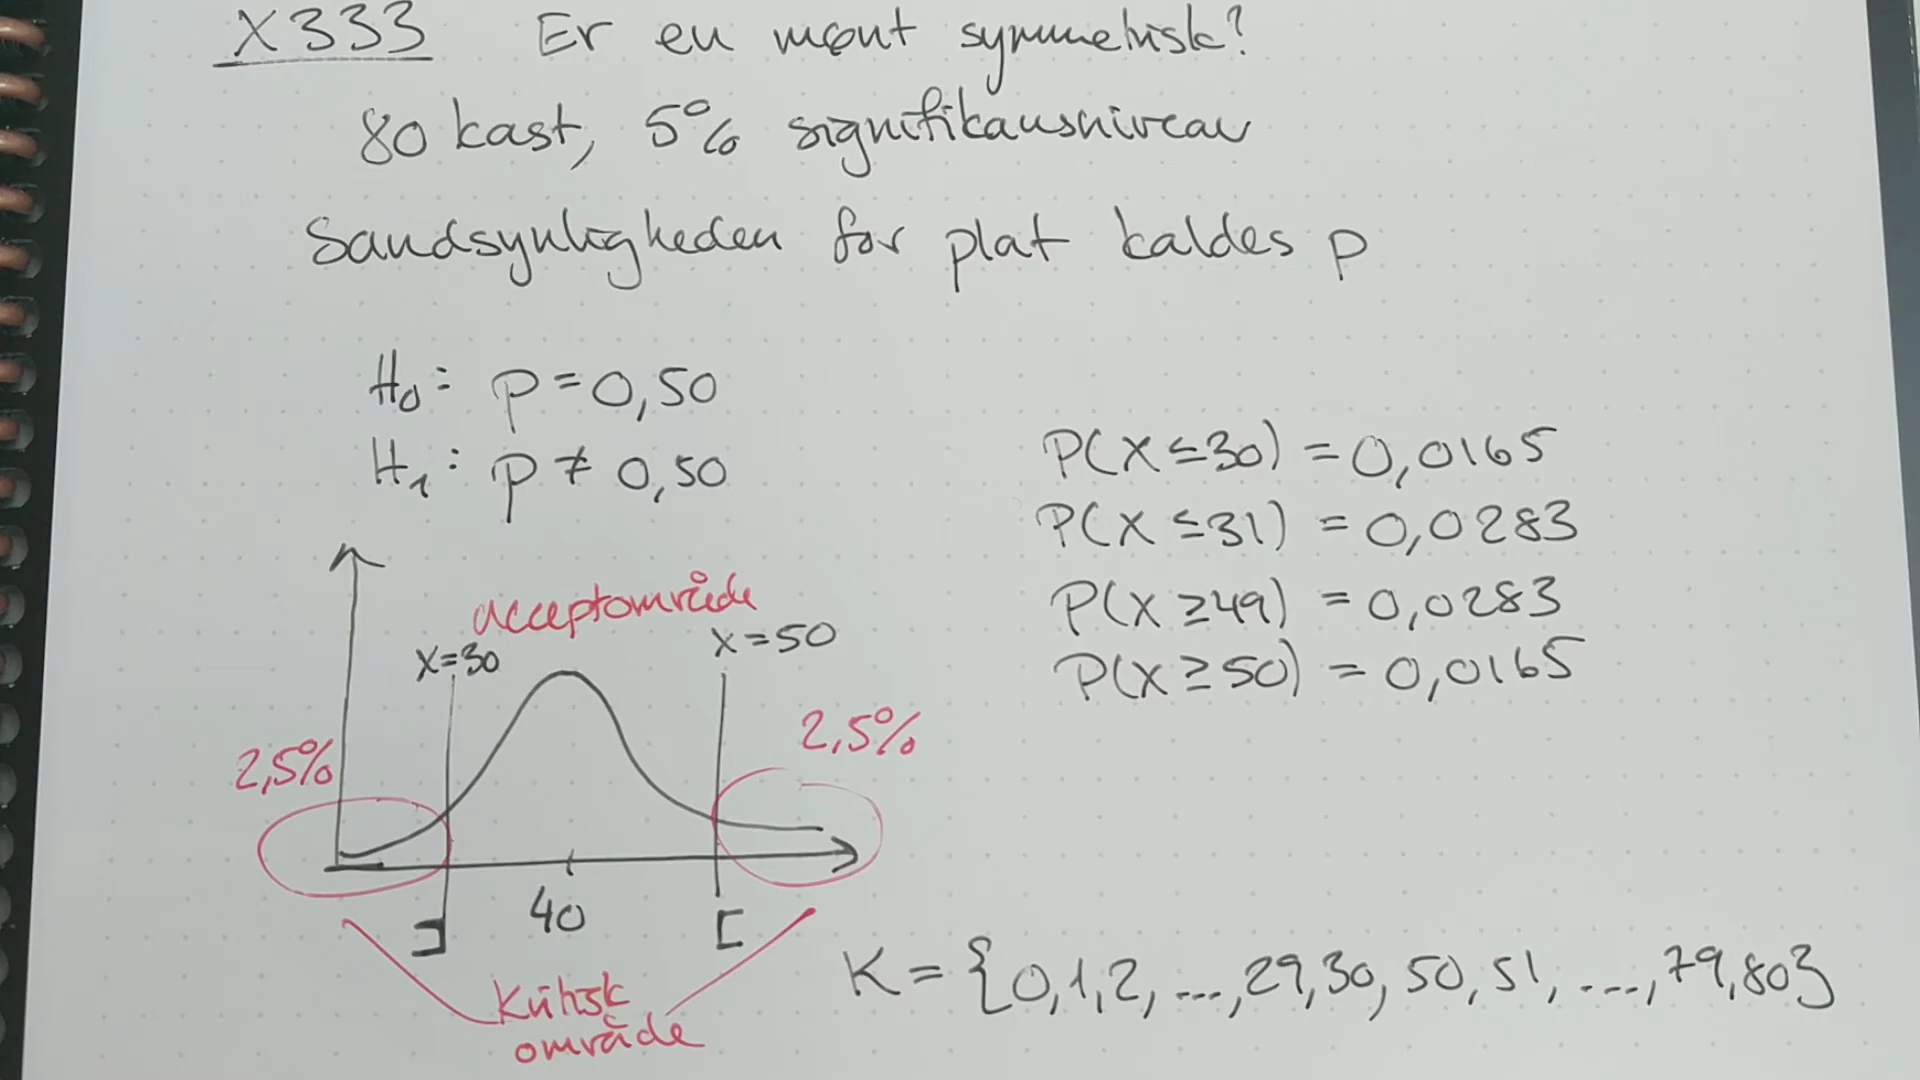 X333 Er en mønt symmetrisk?
80 kast, 5% signifikansniveau
Sandsynligheden for plat kaldes p
H₀: p = 0,50
H₁: p ≠ 0,50
P(X ≤ 30) = 0,0165
P(X ≤ 31) = 0,0283
P(X ≥ 49) = 0,0283
P(X ≥ 50) = 0,0165
acceptområde
X=30
X=50
2,5%
2,5%
40
] [
Kritisk
område
K = {0,1,2, ..., 29,30, 50,51, ..., 79,80}